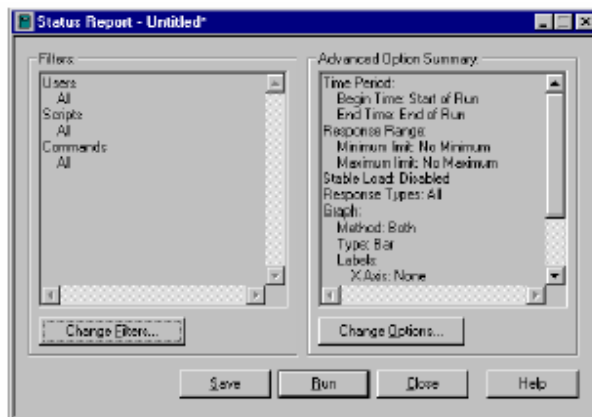 Status Report - Untitled*
Filters:
Users
All
Scripts
All
Commands
All
Change Filters...
Advanced Option Summary:
Time Period:
Begin Time: Start of Run
End Time: End of Run
Response Range:
Minimum limit: No Minimum
Maximum limit: No Maximum
Stable Load: Disabled
Response Types: All
Graph:
Method: Both
Type: Bar
Labels:
X Axis: None
Change Options...
Save
Run
Close
Help